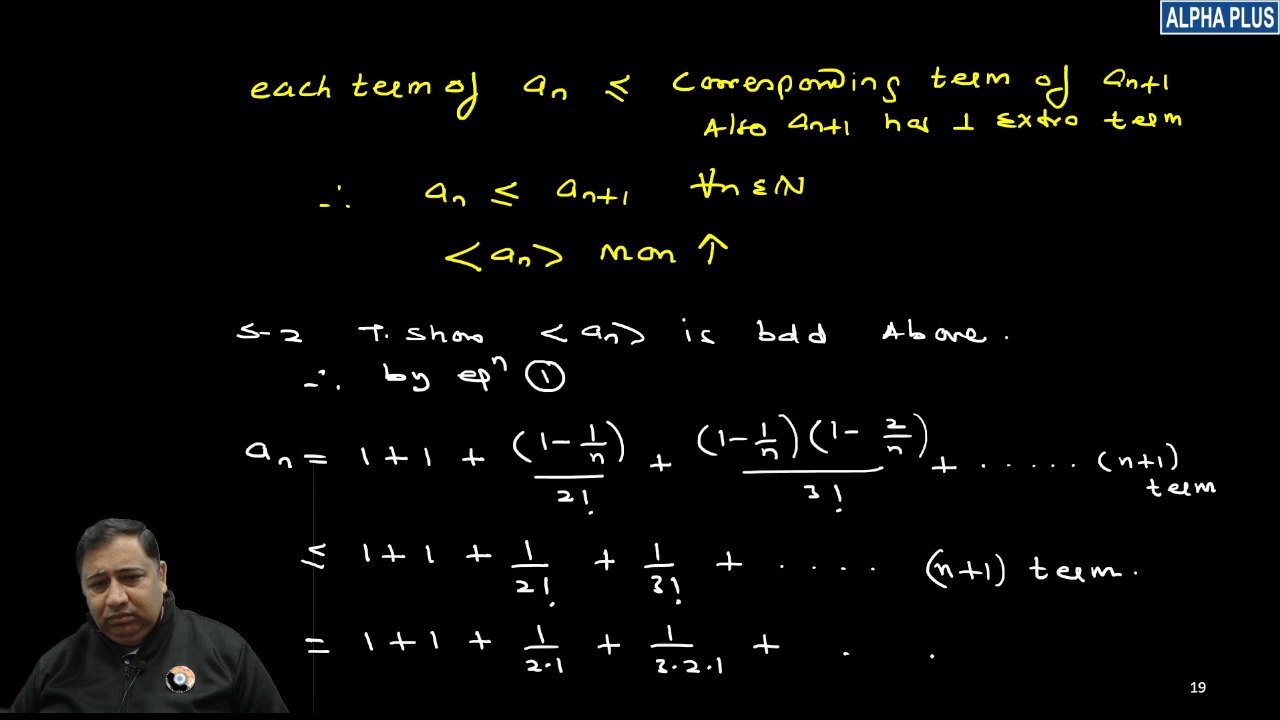 ALPHA PLUS
each term of aₙ ≤ corresponding term of aₙ₊₁
Also aₙ₊₁ has 1 extra term
∴ aₙ ≤ aₙ₊₁ ∀n ∈ N
<aₙ> mon ↑
S-2 T. show <aₙ> is bdd Above.
∴ by eqⁿ ①
aₙ = 1 + 1 + (1 - 1/n)/2! + (1 - 1/n)(1 - 2/n)/3! + ...... (n+1) term
≤ 1 + 1 + 1/2! + 1/3! + ..... (n+1) term.
= 1 + 1 + 1/2·1 + 1/3·2·1 + . .
19